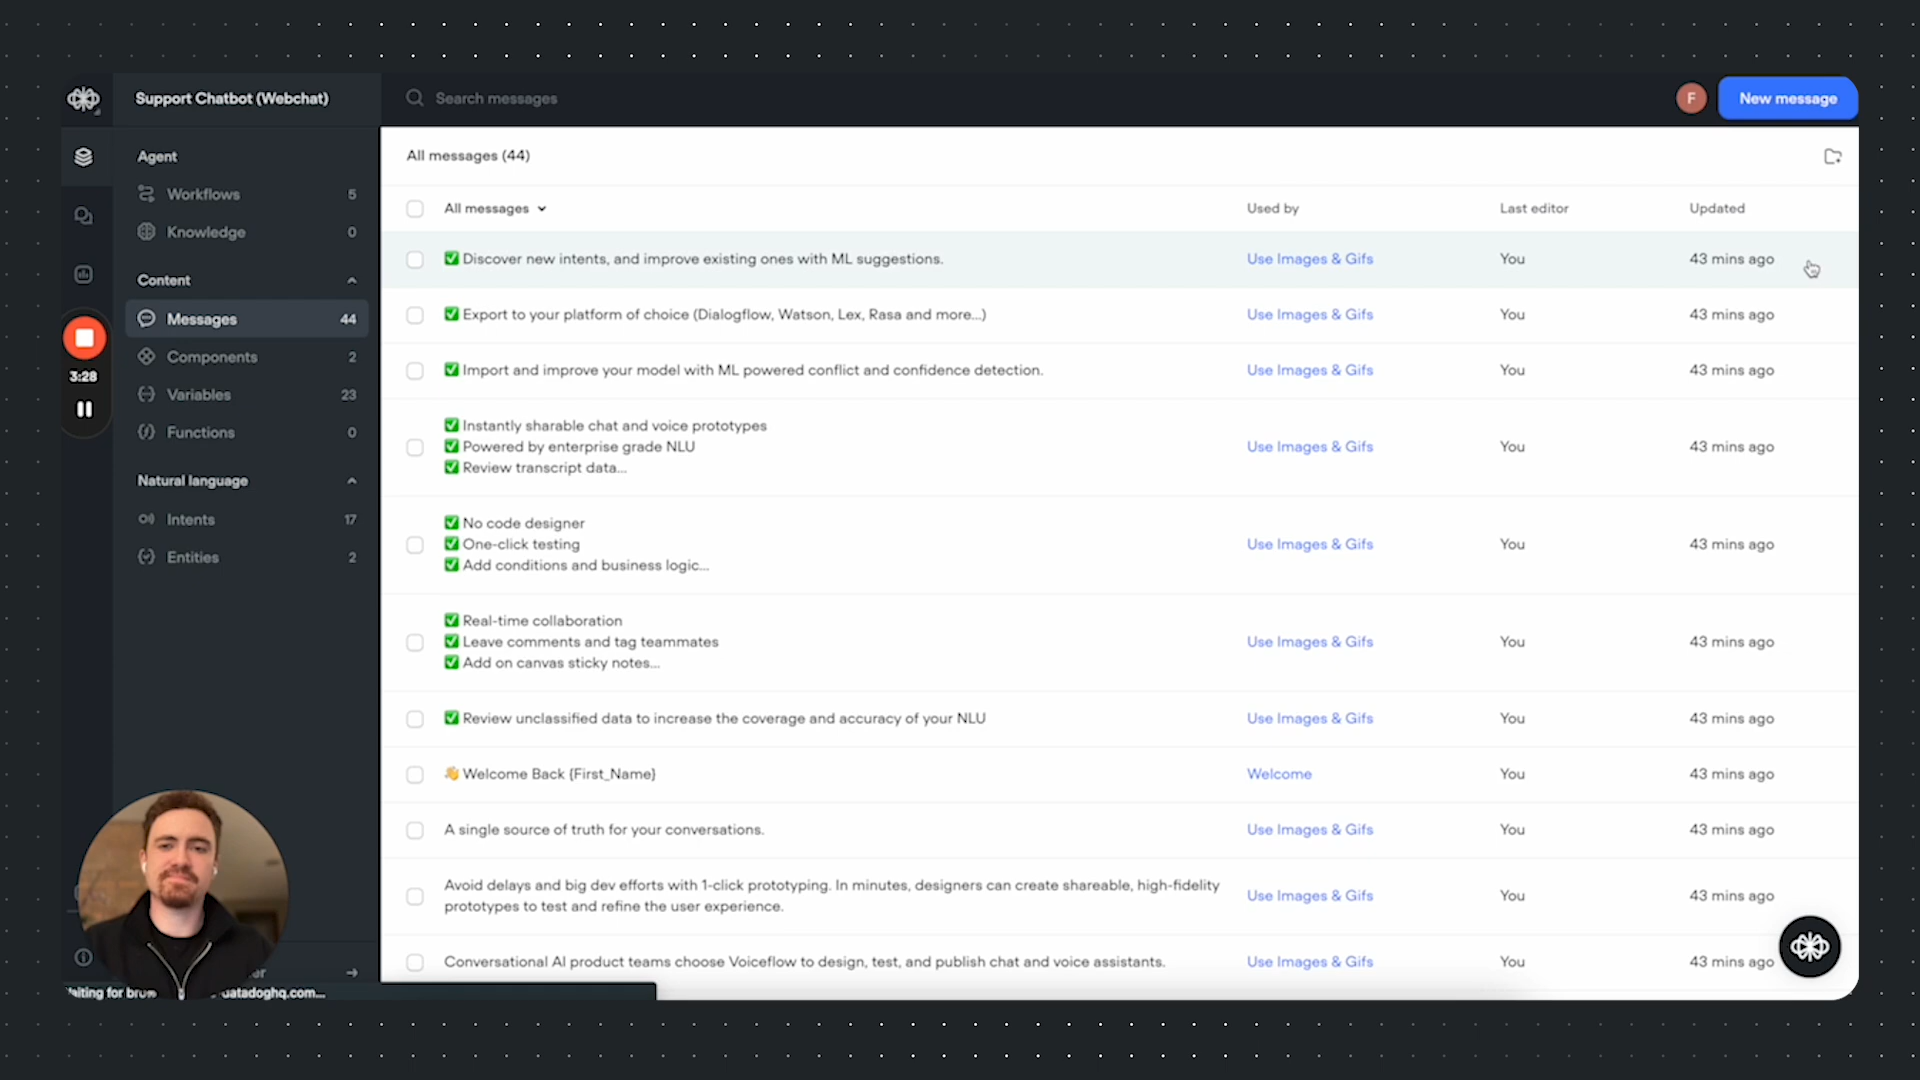 Support Chatbot (Webchat)
Search messages
F
New message
Agent
Workflows 5
Knowledge 0
Content
Messages 44
Components 2
Variables 23
Functions 0
Natural language
Intents 17
Entities 2
3:28
All messages (44)
All messages Used by Last editor Updated
✅ Discover new intents, and improve existing ones with ML suggestions. Use Images & Gifs You 43 mins ago
✅ Export to your platform of choice (Dialogflow, Watson, Lex, Rasa and more...) Use Images & Gifs You 43 mins ago
✅ Import and improve your model with ML powered conflict and confidence detection. Use Images & Gifs You 43 mins ago
✅ Instantly sharable chat and voice prototypes
✅ Powered by enterprise grade NLU Use Images & Gifs You 43 mins ago
✅ Review transcript data...
✅ No code designer
✅ One-click testing Use Images & Gifs You 43 mins ago
✅ Add conditions and business logic...
✅ Real-time collaboration
✅ Leave comments and tag teammates Use Images & Gifs You 43 mins ago
✅ Add on canvas sticky notes...
✅ Review unclassified data to increase the coverage and accuracy of your NLU Use Images & Gifs You 43 mins ago
👋 Welcome Back {First_Name} Welcome You 43 mins ago
A single source of truth for your conversations. Use Images & Gifs You 43 mins ago
Avoid delays and big dev efforts with 1-click prototyping. In minutes, designers can create shareable, high-fidelity
prototypes to test and refine the user experience. Use Images & Gifs You 43 mins ago
Conversational AI product teams choose Voiceflow to design, test, and publish chat and voice assistants. Use Images & Gifs You 43 mins ago
for